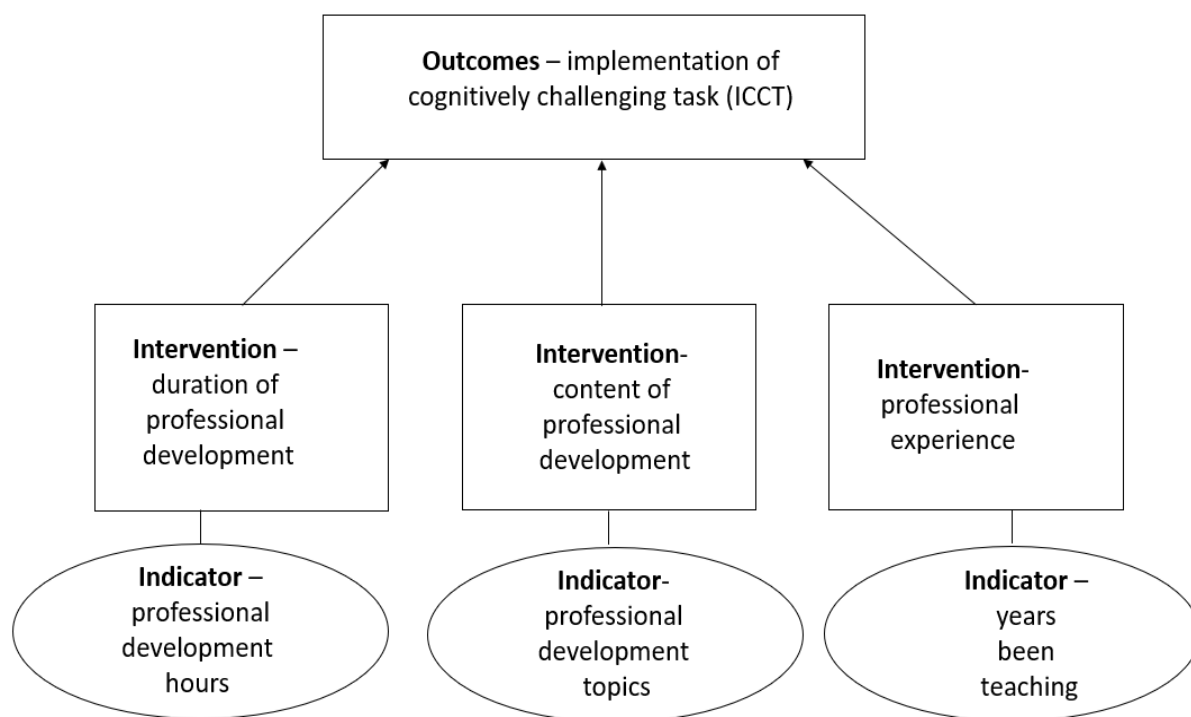 Outcomes – implementation of
cognitively challenging task (ICCT)
Intervention –
duration of
professional
development
Intervention-
content of
professional
development
Intervention-
professional
experience
Indicator –
professional
development
hours
Indicator-
professional
development
topics
Indicator –
years
been
teaching